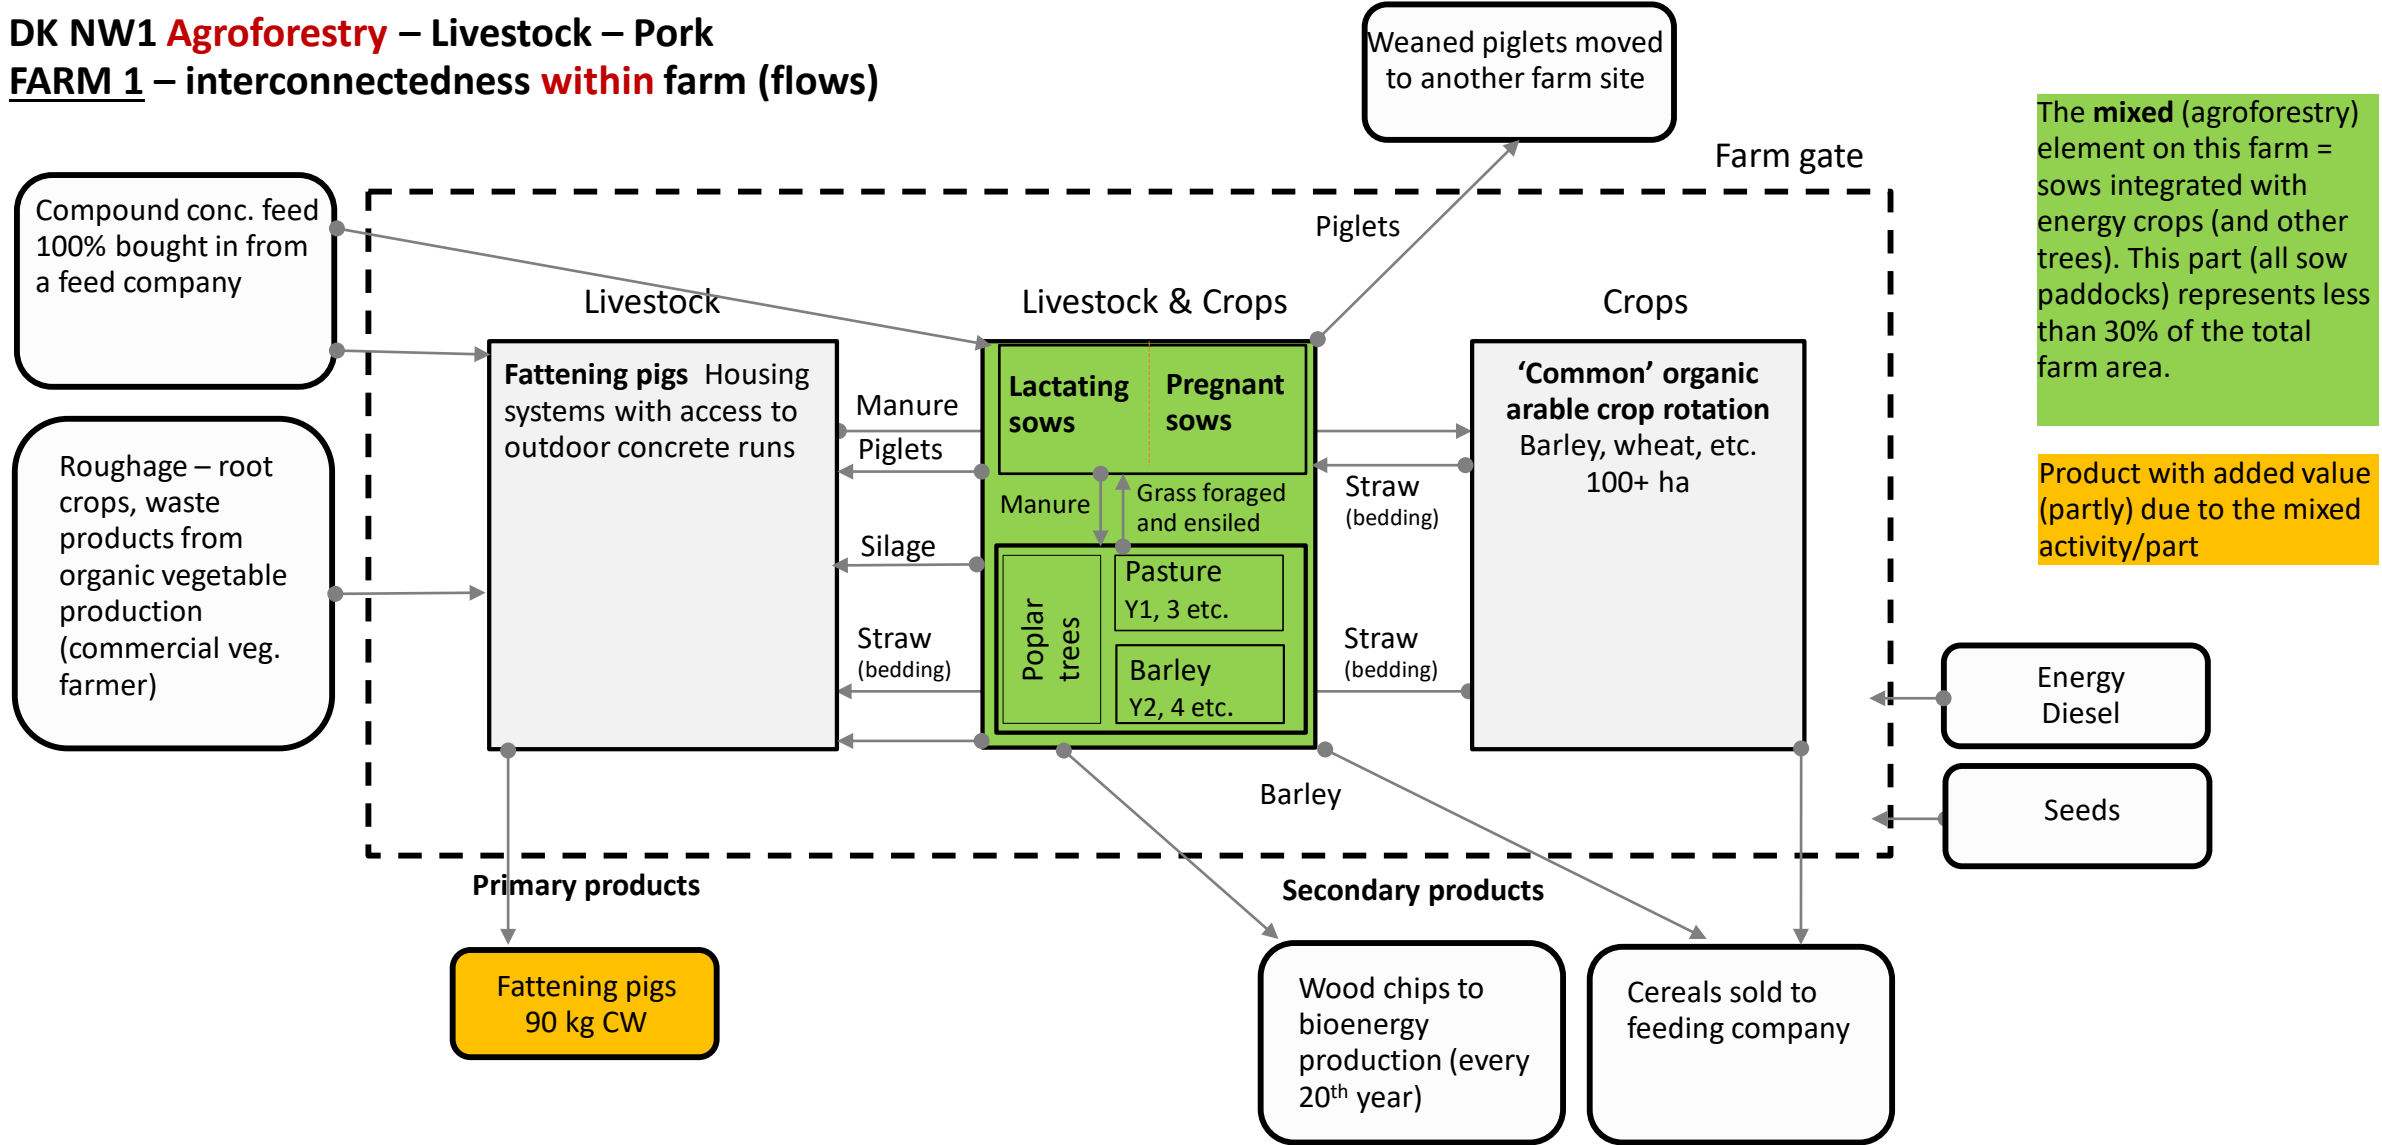 DK NW1 Agroforestry – Livestock – Pork
FARM 1 – interconnectedness within farm (flows)
Weaned piglets moved
to another farm site
Farm gate
The mixed (agroforestry)
element on this farm =
sows integrated with
energy crops (and other
trees). This part (all sow
paddocks) represents less
than 30% of the total
farm area.
Product with added value
(partly) due to the mixed
activity/part
Compound conc. feed
100% bought in from
a feed company
Roughage – root
crops, waste
products from
organic vegetable
production
(commercial veg.
farmer)
Livestock
Fattening pigs Housing
systems with access to
outdoor concrete runs
Manure
Piglets
Silage
Straw
(bedding)
Piglets
Livestock & Crops
Lactating
sows
Pregnant
sows
Manure
Grass foraged
and ensiled
Poplar
trees
Pasture
Y1, 3 etc.
Barley
Y2, 4 etc.
Straw
(bedding)
Straw
(bedding)
Crops
‘Common’ organic
arable crop rotation
Barley, wheat, etc.
100+ ha
Energy
Diesel
Seeds
Barley
Primary products
Secondary products
Fattening pigs
90 kg CW
Wood chips to
bioenergy
production (every
20th year)
Cereals sold to
feeding company